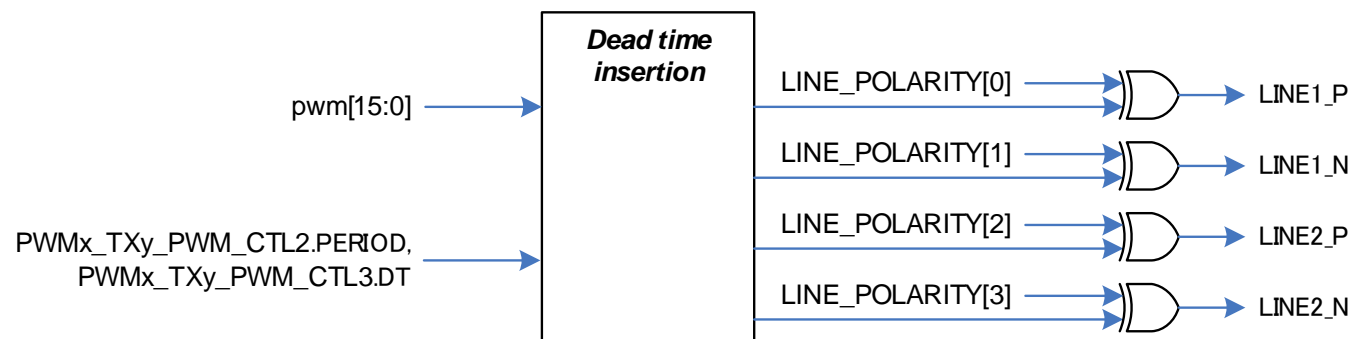 Dead time
insertion
pwm[15:0]
PWMx_TXy_PWM_CTL2.PERIOD,
PWMx_TXy_PWM_CTL3.DT
LINE_POLARITY[0]
LINE1_P
LINE_POLARITY[1]
LINE1_N
LINE_POLARITY[2]
LINE2_P
LINE_POLARITY[3]
LINE2_N